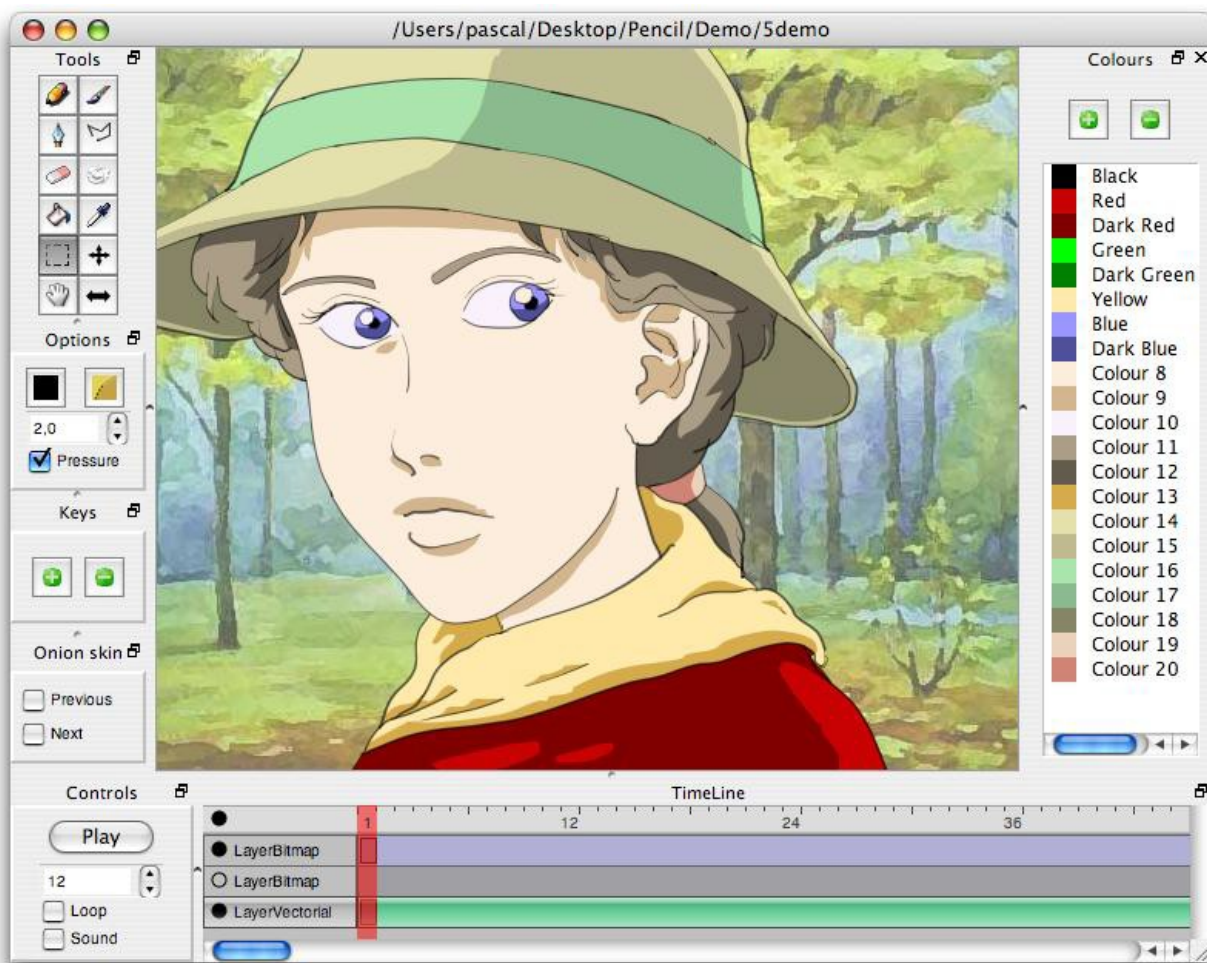 /Users/pascal/Desktop/Pencil/Demo/5demo
Tools
Options
2,0
Pressure
Keys
Onion skin
Previous
Next
Colours
Black
Red
Dark Red
Green
Dark Green
Yellow
Blue
Dark Blue
Colour 8
Colour 9
Colour 10
Colour 11
Colour 12
Colour 13
Colour 14
Colour 15
Colour 16
Colour 17
Colour 18
Colour 19
Colour 20
Controls
Play
12
Loop
Sound
TimeLine
1 12 24 36
LayerBitmap
LayerBitmap
LayerVectorial